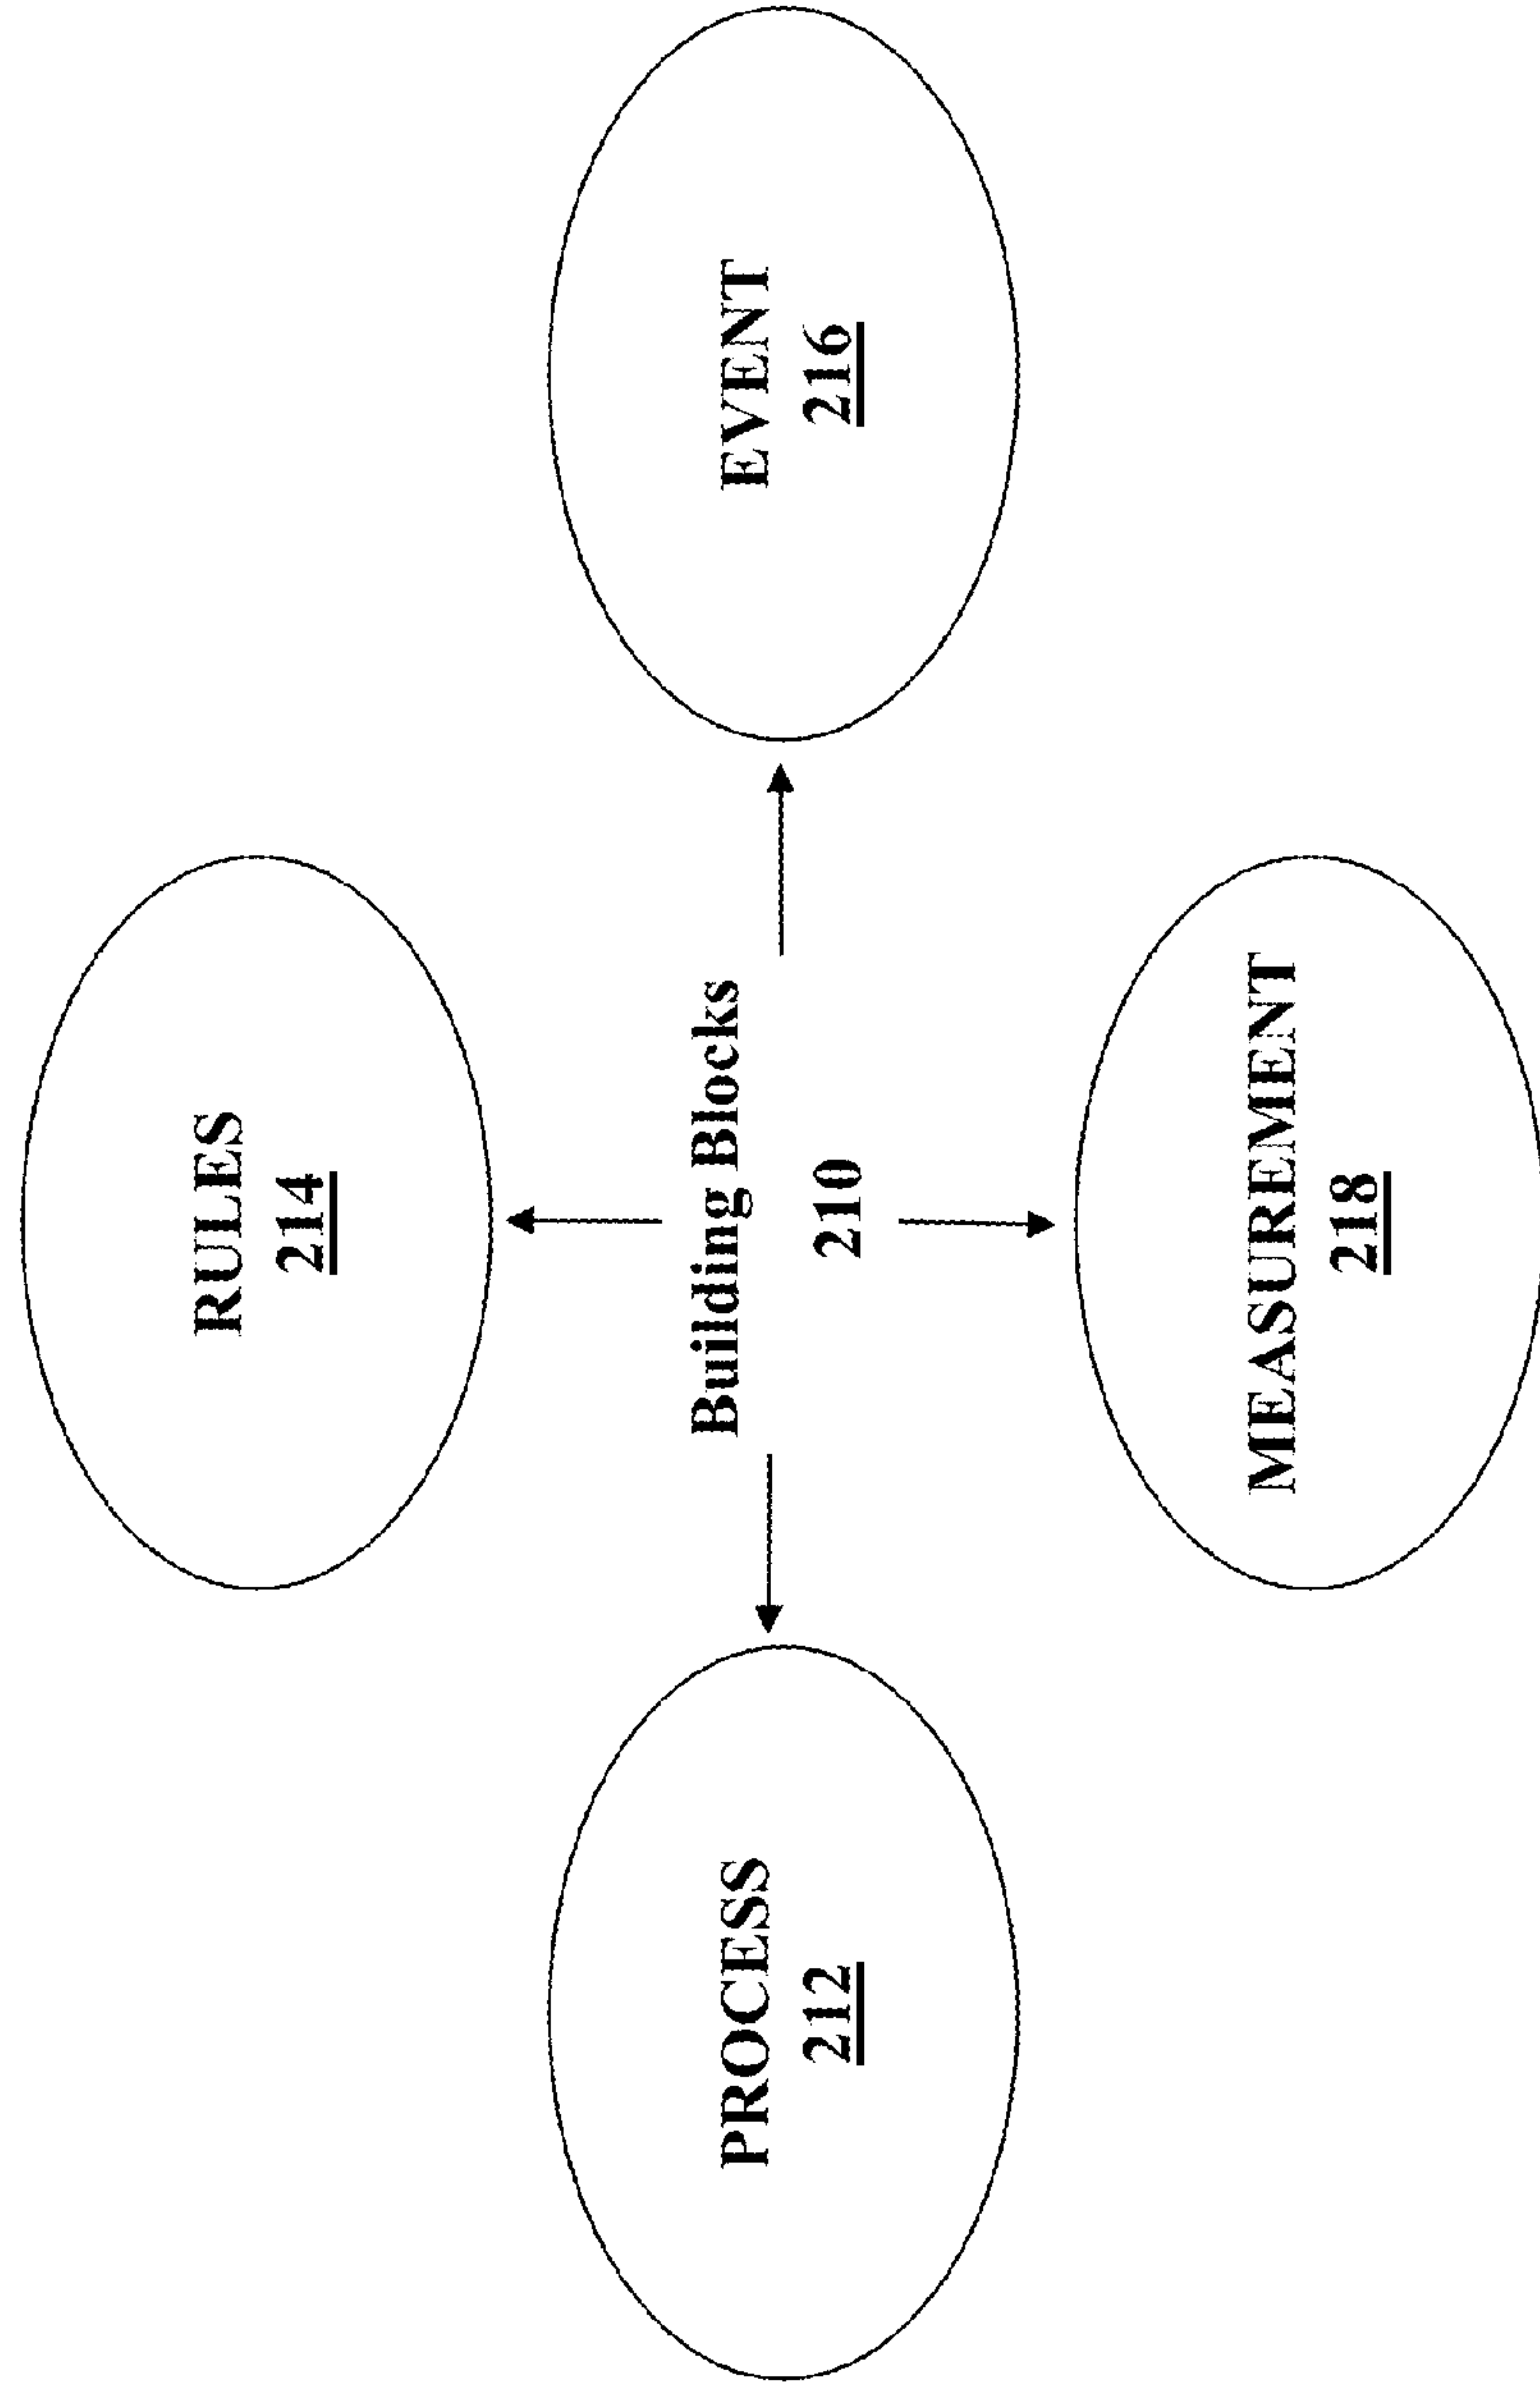 RULES
214
PROCESS
212
Building Blocks
210
EVENT
216
MEASUREMENT
218